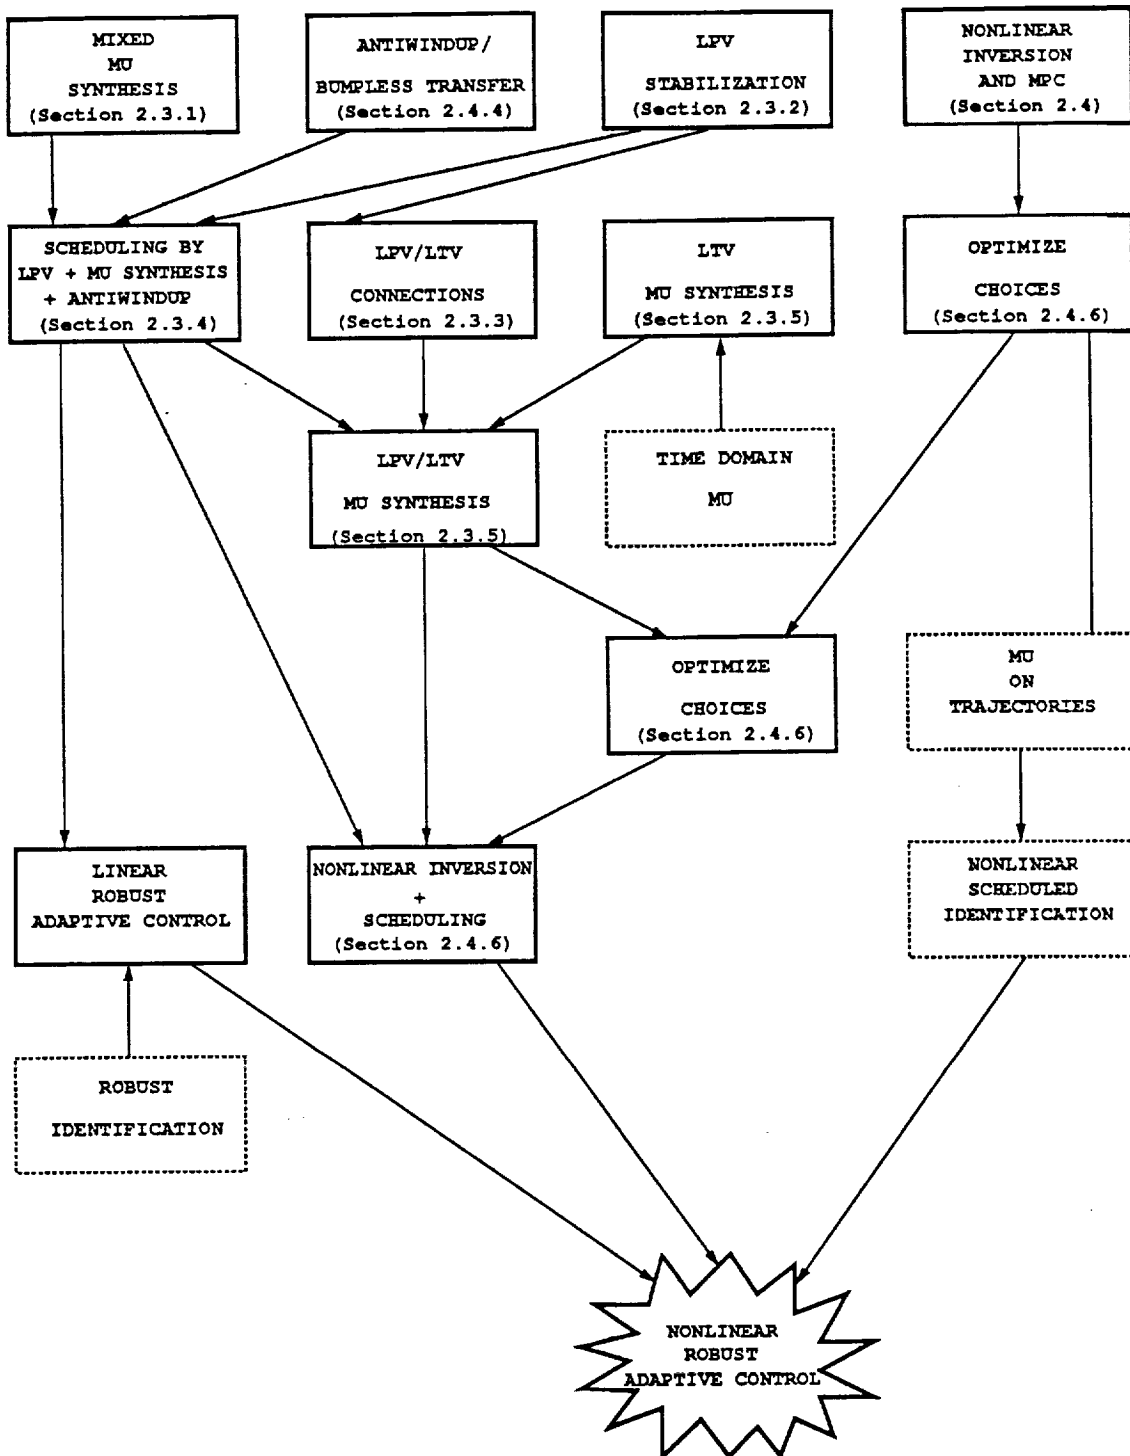 MIXED
MU
SYNTHESIS
(Section 2.3.1)
ANTIWINDUP/
BUMPLESS TRANSFER
(Section 2.4.4)
LPV
STABILIZATION
(Section 2.3.2)
NONLINEAR
INVERSION
AND MPC
(Section 2.4)
SCHEDULING BY
LPV + MU SYNTHESIS
+ ANTIWINDUP
(Section 2.3.4)
LPV/LTV
CONNECTIONS
(Section 2.3.3)
LTV
MU SYNTHESIS
(Section 2.3.5)
OPTIMIZE
CHOICES
(Section 2.4.6)
LPV/LTV
MU SYNTHESIS
(Section 2.3.5)
TIME DOMAIN
MU
OPTIMIZE
CHOICES
(Section 2.4.6)
MU
ON
TRAJECTORIES
LINEAR
ROBUST
ADAPTIVE CONTROL
NONLINEAR INVERSION
+
SCHEDULING
(Section 2.4.6)
NONLINEAR
SCHEDULED
IDENTIFICATION
ROBUST
IDENTIFICATION
NONLINEAR
ROBUST
ADAPTIVE CONTROL